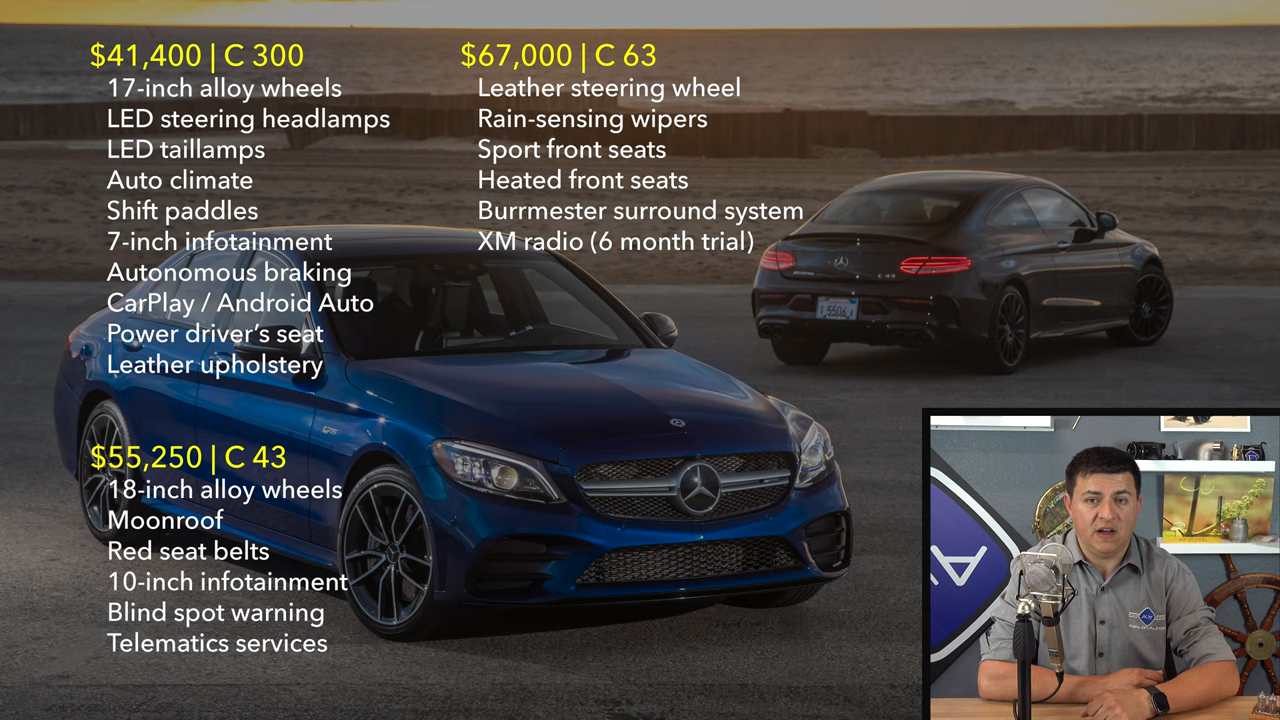 $41,400 | C 300
17-inch alloy wheels
LED steering headlamps
LED taillamps
Auto climate
Shift paddles
7-inch infotainment
Autonomous braking
CarPlay / Android Auto
Power driver's seat
Leather upholstery
$55,250 | C 43
18-inch alloy wheels
Moonroof
Red seat belts
10-inch infotainment
Blind spot warning
Telematics services
$67,000 | C 63
Leather steering wheel
Rain-sensing wipers
Sport front seats
Heated front seats
Burrmester surround system
XM radio (6 month trial)
C 43